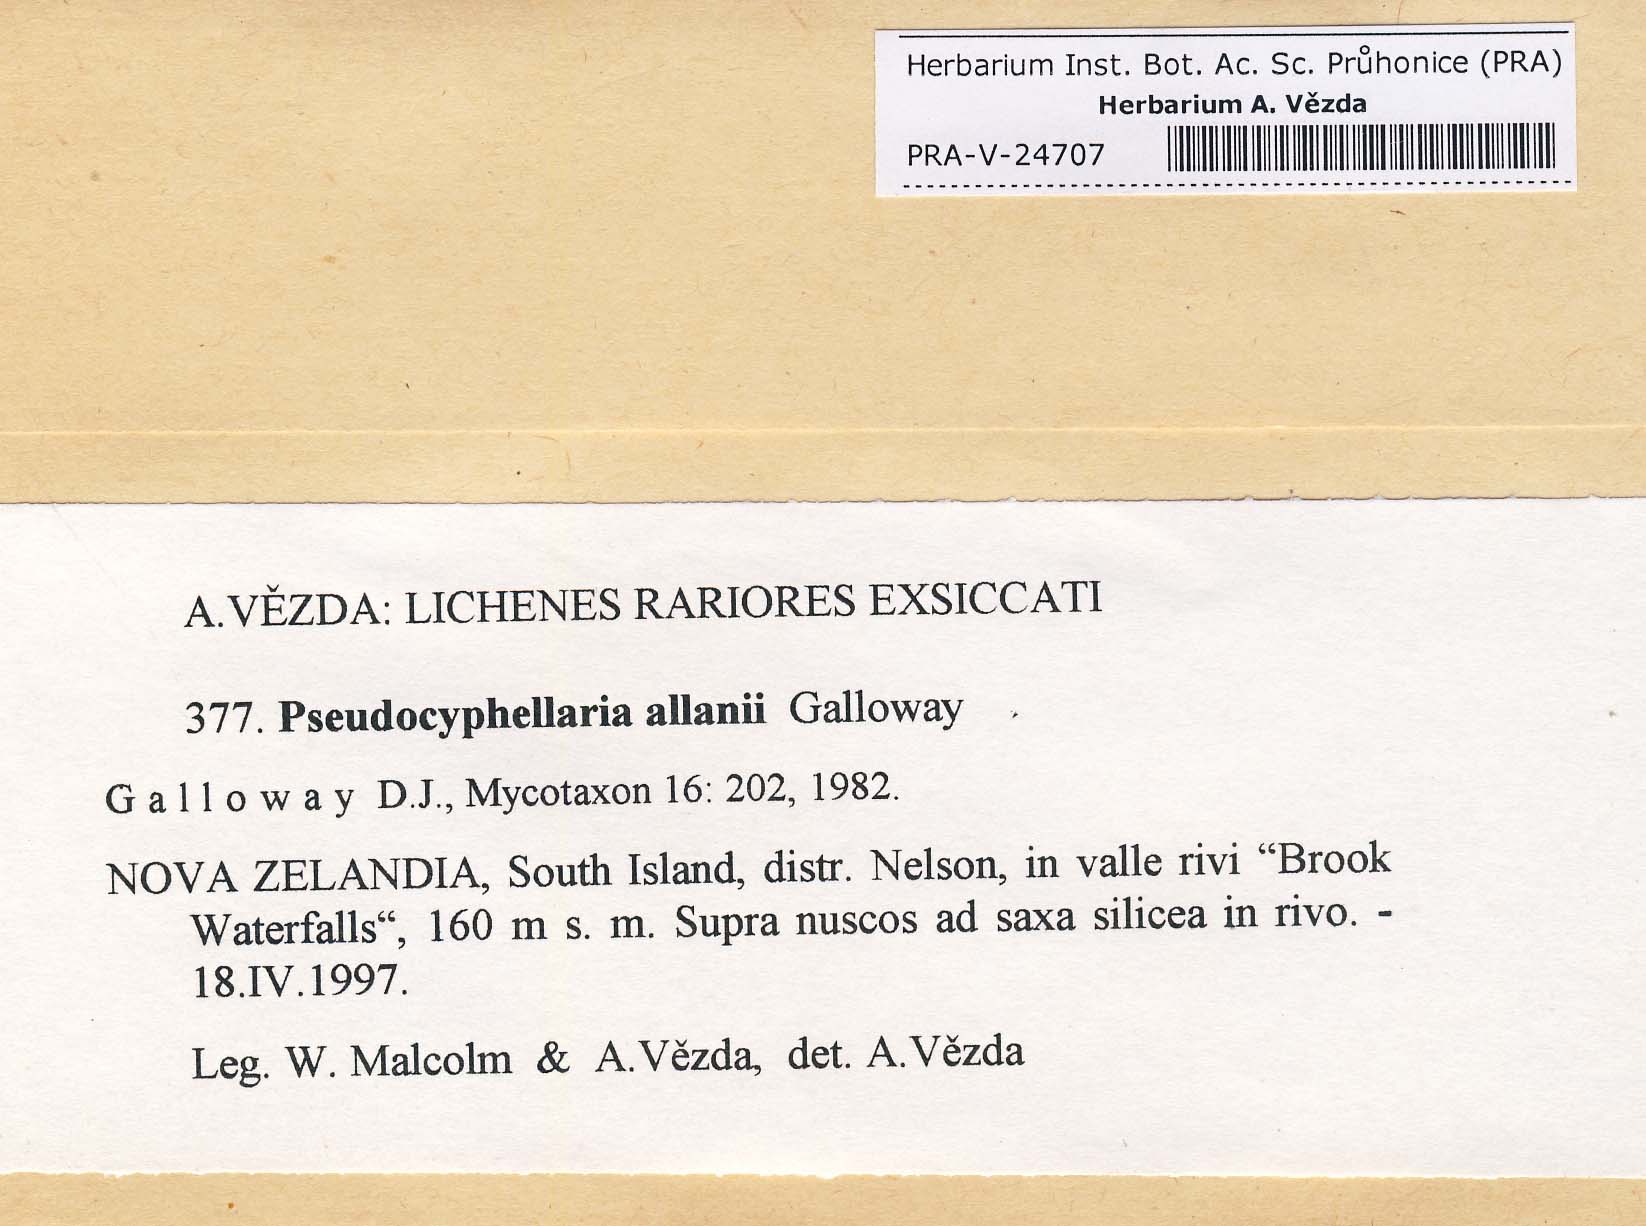 Herbarium Inst. Bot. Ac. Sc. Průhonice (PRA)
Herbarium A. Vězda
PRA-V-24707
A.VĚZDA: LICHENES RARIORES EXSICCATI
377. Pseudocyphellaria allanii Galloway
Galloway D.J., Mycotaxon 16: 202, 1982.
NOVA ZELANDIA, South Island, distr. Nelson, in valle rivi “Brook
Waterfalls“, 160 m s. m. Supra nuscos ad saxa silicea in rivo. -
18.IV.1997.
Leg. W. Malcolm & A.Vězda, det. A.Vězda